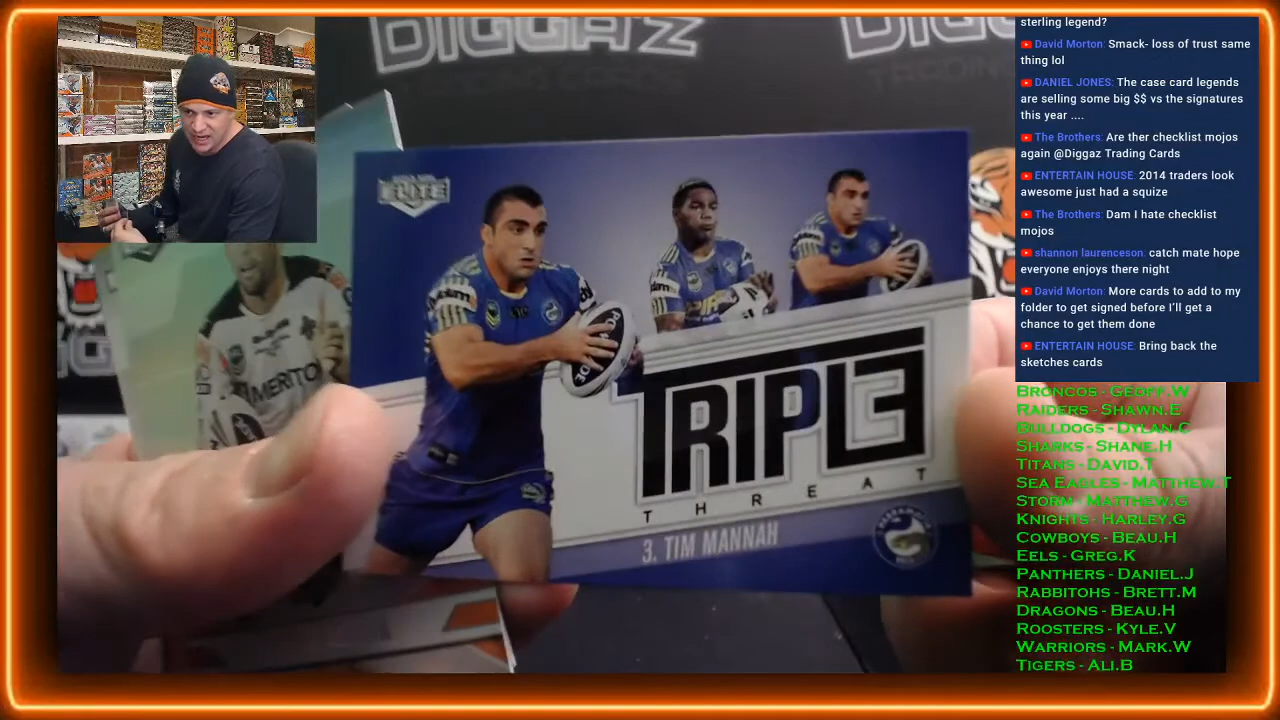 DIGGAZ
DIGG
ELITE
TRIPL3
THREAT
3. TIM MANNAH
MERITO
sterling legend?
David Morton: Smack- loss of trust same
thing lol
DANIEL JONES: The case card legends
are selling some big $$ vs the signatures
this year ....
The Brothers: Are ther checklist mojos
again @Diggaz Trading Cards
ENTERTAIN HOUSE: 2014 traders look
awesome just had a squize
The Brothers: Dam I hate checklist
mojos
shannon laurenceson: catch mate hope
everyone enjoys there night
David Morton: More cards to add to my
folder to get signed before I'll get a
chance to get them done
ENTERTAIN HOUSE: Bring back the
sketches cards
BRONCOS - GEOFF.W
RAIDERS - SHAWN.E
BULLDOGS - DYLAN.C
SHARKS - SHANE.H
TITANS - DAVID.T
SEA EAGLES - MATTHEW.T
STORM - MATTHEW.G
KNIGHTS - HARLEY.G
COWBOYS - BEAU.H
EELS - GREG.K
PANTHERS - DANIEL.J
RABBITOHS - BRETT.M
DRAGONS - BEAU.H
ROOSTERS - KYLE.V
WARRIORS - MARK.W
TIGERS - ALI.B